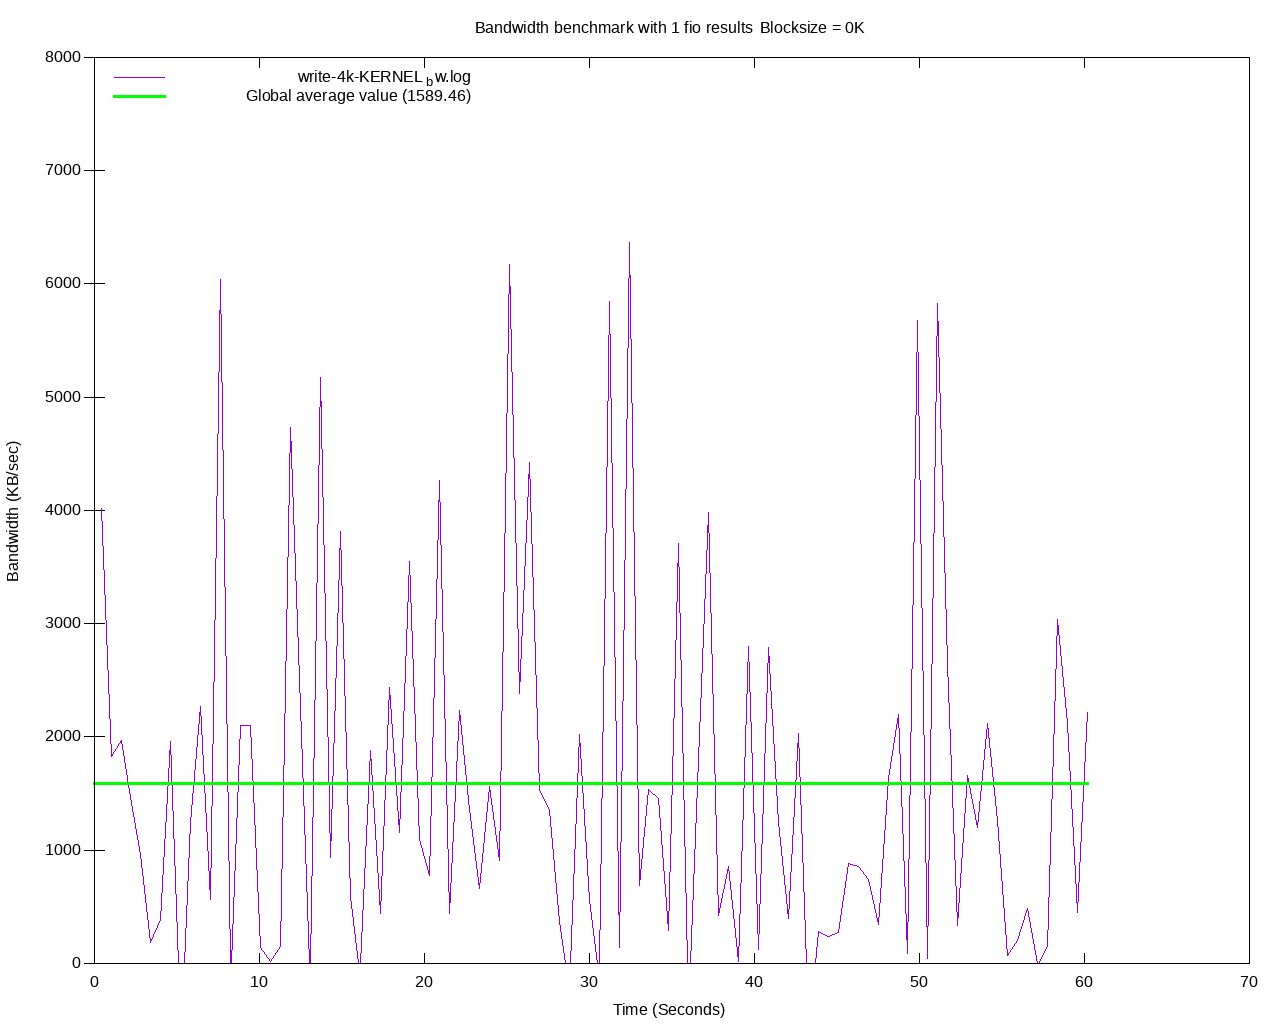 Bandwidth benchmark with 1 fio results Blocksize = 0K
write-4k-KERNEL_bw.log
Global average value (1589.46)
8000
7000
6000
5000
4000
3000
2000
1000
0
Bandwidth (KB/sec)
0 10 20 30 40 50 60 70
Time (Seconds)